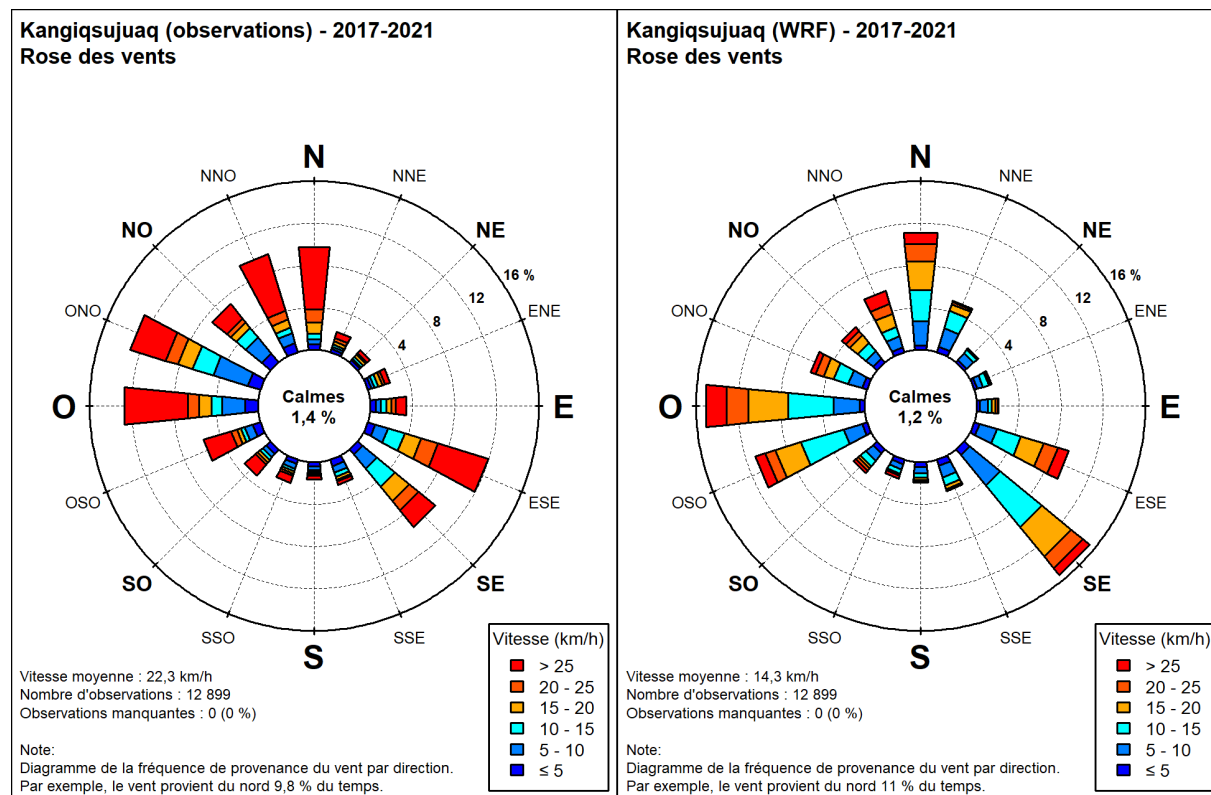 Kangiqsujuaq (observations) - 2017-2021
Rose des vents
N
NNO
NNE
NO
NE
16 %
12
8
4
ONO
ENE
Calmes
1,4 %
O
E
OSO
ESE
SO
SE
SSO
SSE
S
Vitesse (km/h)
> 25
20 - 25
15 - 20
10 - 15
5 - 10
≤ 5
Vitesse moyenne : 22,3 km/h
Nombre d'observations : 12 899
Observations manquantes : 0 (0 %)
Note:
Diagramme de la fréquence de provenance du vent par direction.
Par exemple, le vent provient du nord 9,8 % du temps.
Kangiqsujuaq (WRF) - 2017-2021
Rose des vents
N
NNO
NNE
NO
NE
16 %
12
8
4
ONO
ENE
Calmes
1,2 %
O
E
OSO
ESE
SO
SE
SSO
SSE
S
Vitesse (km/h)
> 25
20 - 25
15 - 20
10 - 15
5 - 10
≤ 5
Vitesse moyenne : 14,3 km/h
Nombre d'observations : 12 899
Observations manquantes : 0 (0 %)
Note:
Diagramme de la fréquence de provenance du vent par direction.
Par exemple, le vent provient du nord 11 % du temps.